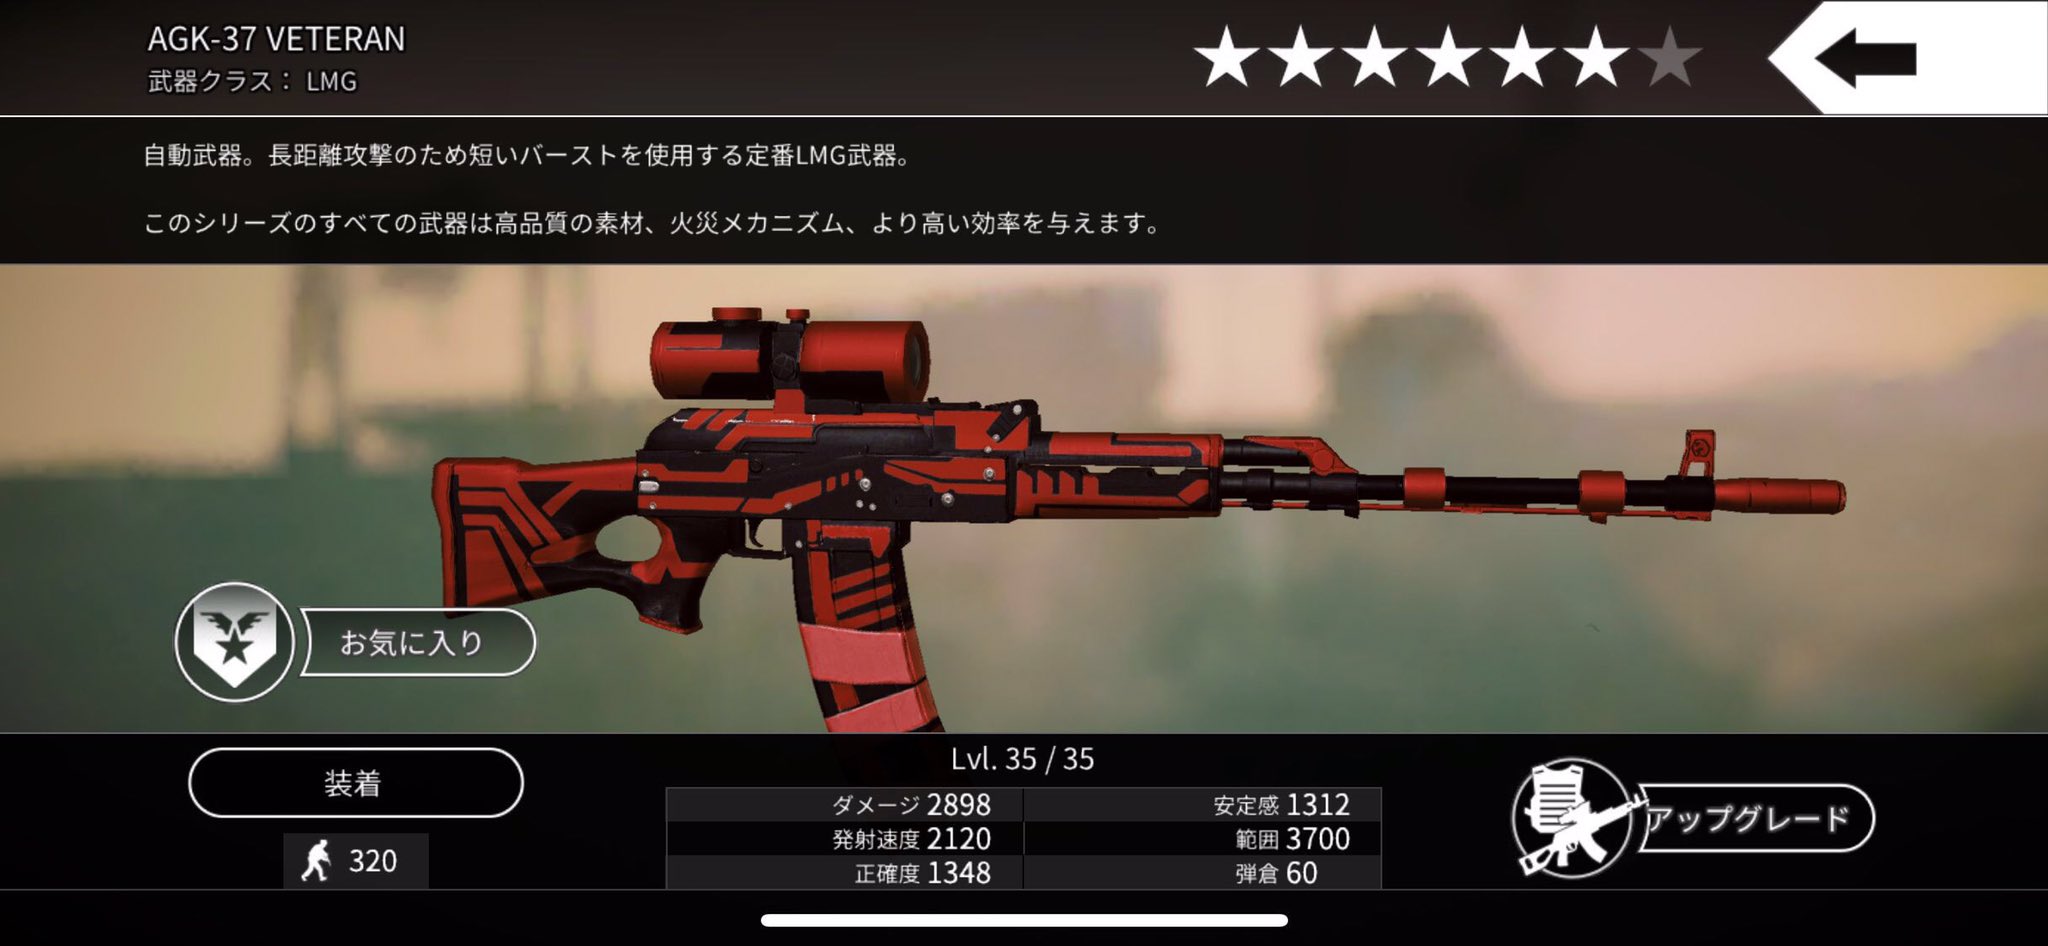 AGK-37 VETERAN
武器クラス： LMG
自動武器。長距離攻撃のため短いバーストを使用する定番LMG武器。
このシリーズのすべての武器は高品質の素材、火災メカニズム、より高い効率を与えます。
お気に入り
装着
320
Lvl. 35 / 35
ダメージ 2898
安定感 1312
発射速度 2120
範囲 3700
正確度 1348
弾倉 60
アップグレード